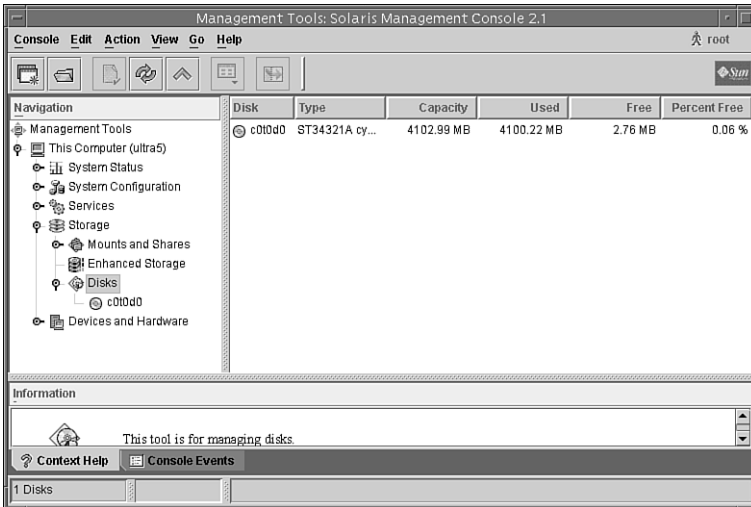 Management Tools: Solaris Management Console 2.1
Console Edit Action View Go Help
root
Sun
Navigation
Disk Type Capacity Used Free Percent Free
c0t0d0 ST34321A cy... 4102.99 MB 4100.22 MB 2.76 MB 0.06 %
Management Tools
This Computer (ultra5)
System Status
System Configuration
Services
Storage
Mounts and Shares
Enhanced Storage
Disks
c0t0d0
Devices and Hardware
Information
This tool is for managing disks.
Context Help Console Events
1 Disks